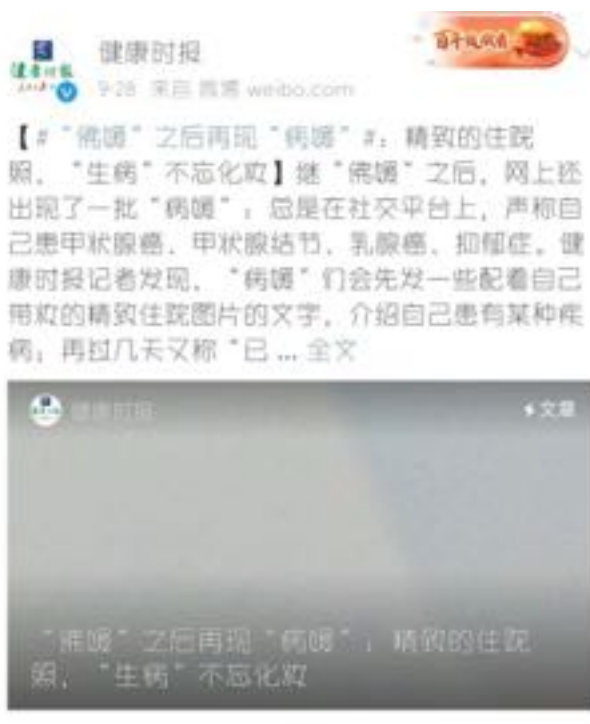 健康时报
健康时报
9-28 来自 微博 weibo.com
【#“佛媛”之后再现“病媛”#：精致的住院
照，“生病”不忘化妆】继“佛媛”之后，网上还
出现了一批“病媛”：总是在社交平台上，声称自
己患甲状腺癌、甲状腺结节、乳腺癌、抑郁症。健
康时报记者发现，“病媛”们会先发一些配着自己
带妆的精致住院图片的文字，介绍自己患有某种疾
病；再过几天又称“已 ... 全文
健康时报
文章
“佛媛”之后再现“病媛”：精致的住院
照，“生病”不忘化妆